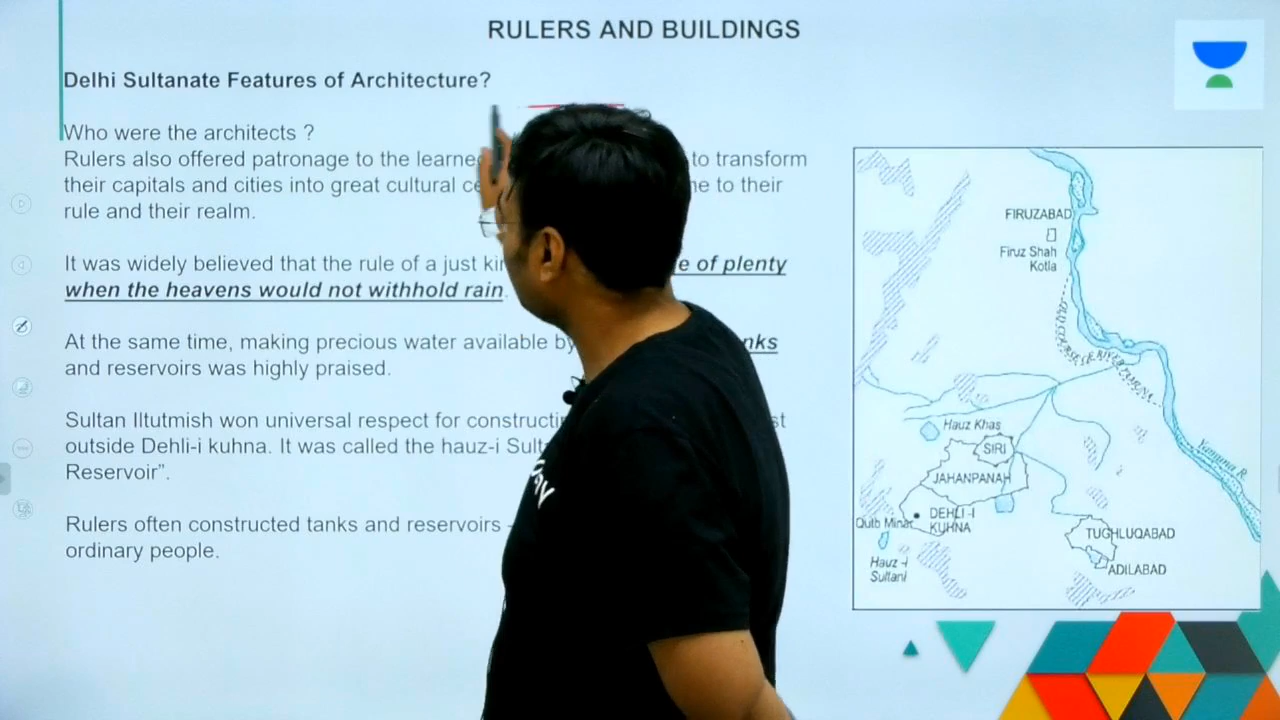 RULERS AND BUILDINGS
Delhi Sultanate Features of Architecture?
Who were the architects ?
Rulers also offered patronage to the learned to transform
their capitals and cities into great cultural to their
rule and their realm.
It was widely believed that the rule of a just of plenty
when the heavens would not withhold rain.
At the same time, making precious water available by
and reservoirs was highly praised.
Sultan Iltutmish won universal respect for
outside Dehli-i kuhna. It was called the hauz-i
Reservoir”.
Rulers often constructed tanks and reservoirs -
ordinary people.
FIRUZABAD
Firuz Shah
Kotla
OLD COURSE OF RIVER YAMUNA
Hauz Khas
SIRI
JAHANPANAH
Yamuna R.
DEHLI-I
KUHNA
Qutb Minar
TUGHLUQABAD
Hauz-i
Sultani
ADILABAD